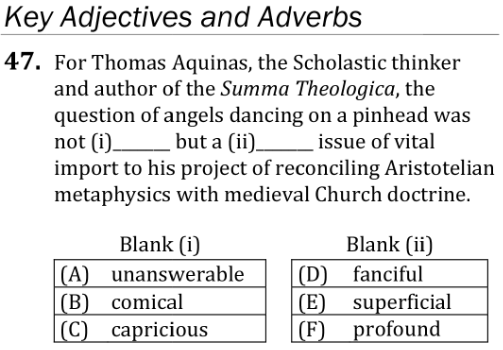 Key Adjectives and Adverbs
47. For Thomas Aquinas, the Scholastic thinker
and author of the Summa Theologica, the
question of angels dancing on a pinhead was
not (i)______ but a (ii)______ issue of vital
import to his project of reconciling Aristotelian
metaphysics with medieval Church doctrine.
Blank (i) Blank (ii)
(A) unanswerable (D) fanciful
(B) comical (E) superficial
(C) capricious (F) profound